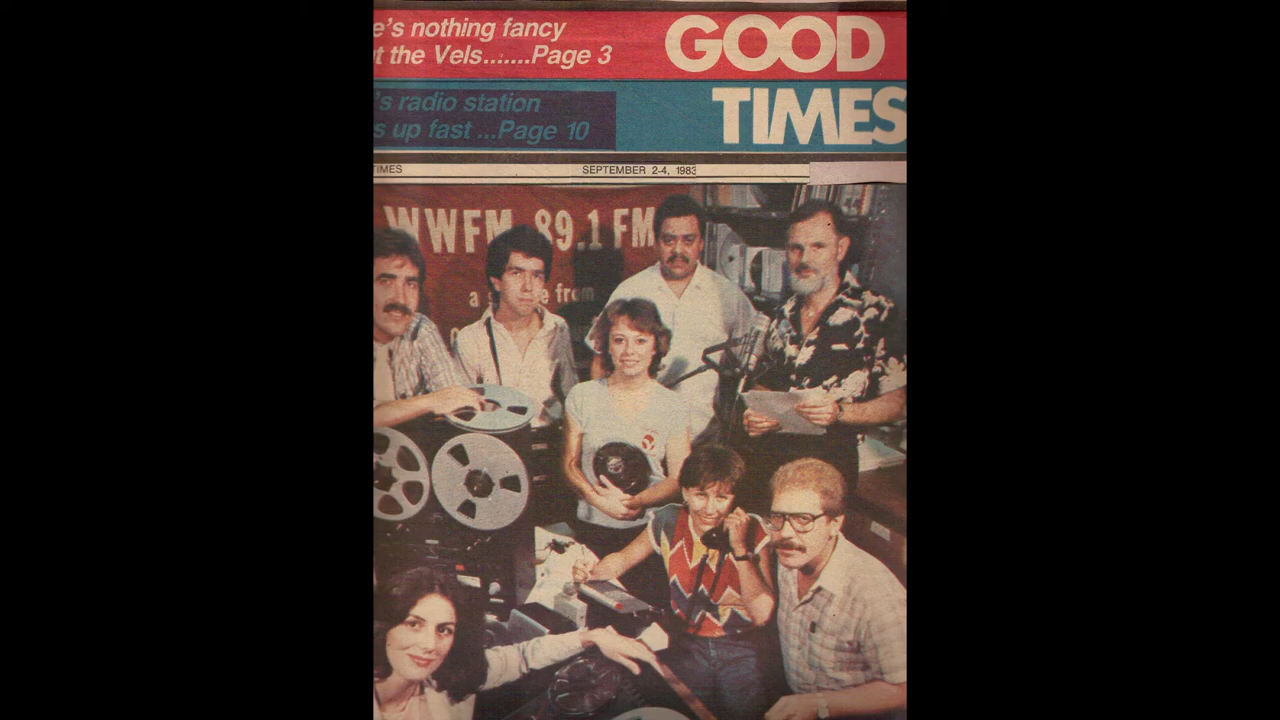 e's nothing fancy
t the Vels.......Page 3
GOOD
's radio station
s up fast ...Page 10
TIMES
TIMES
SEPTEMBER 2-4, 1983
WWFM 89.1 FM
a
from